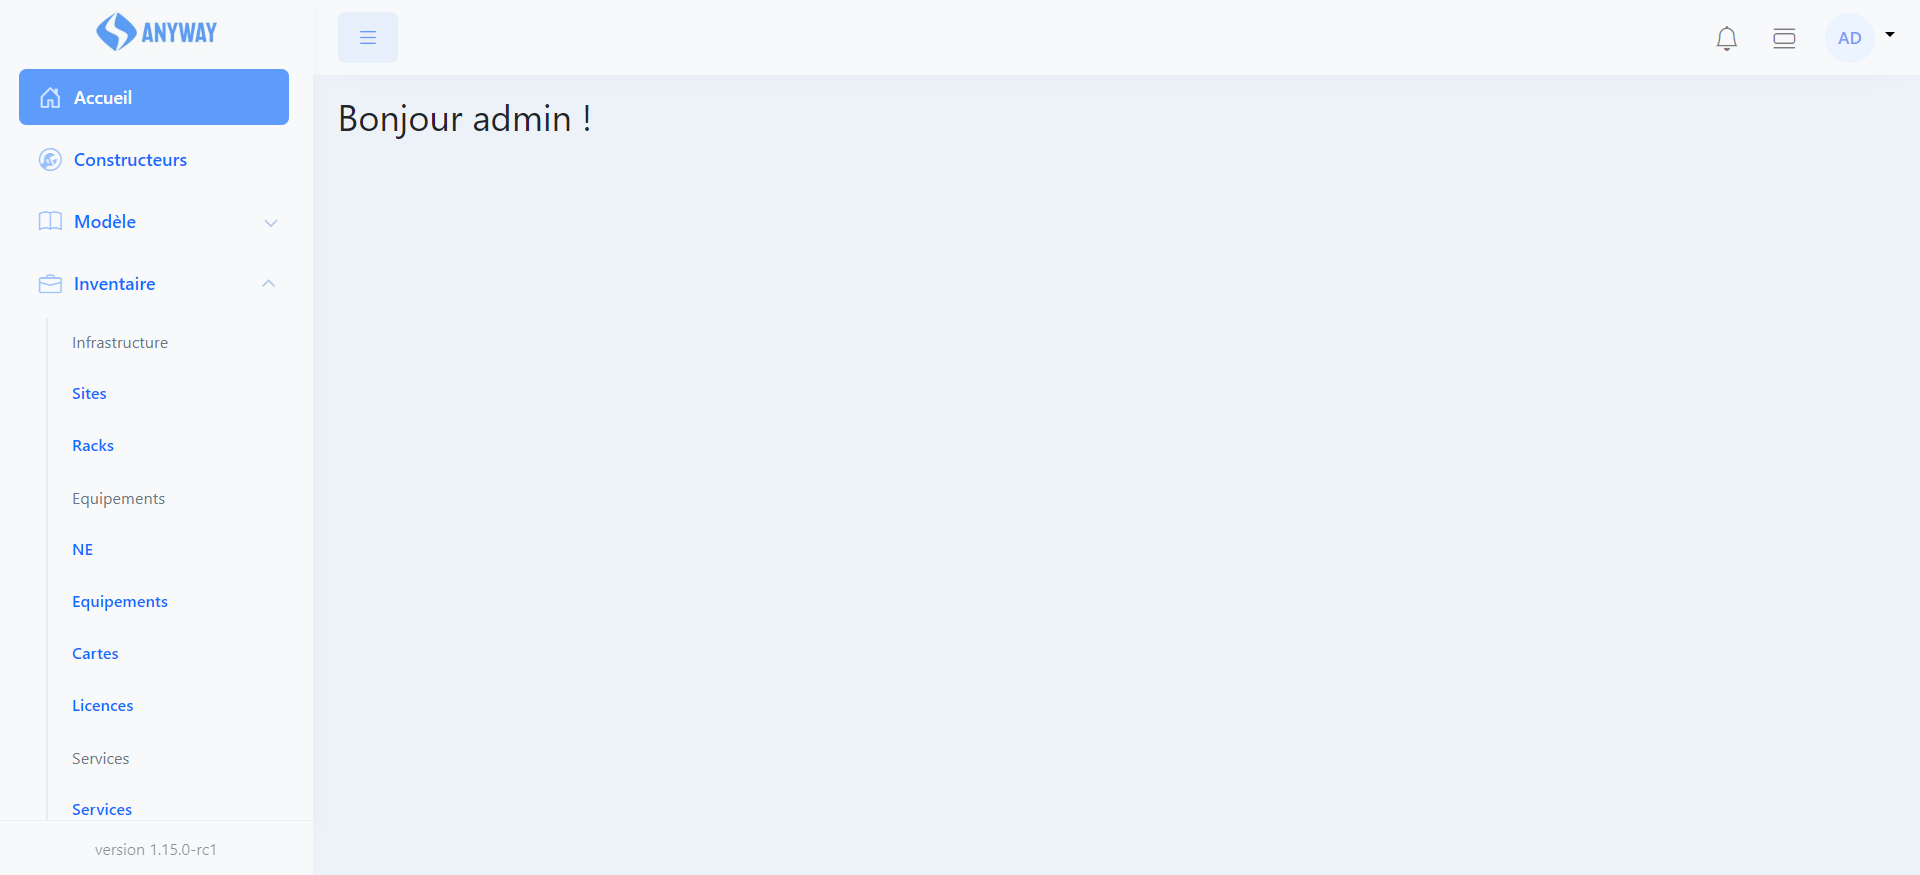 ANYWAY
Accueil
Constructeurs
Modèle
Inventaire
Infrastructure
Sites
Racks
Equipements
NE
Equipements
Cartes
Licences
Services
Services
version 1.15.0-rc1
AD
Bonjour admin !